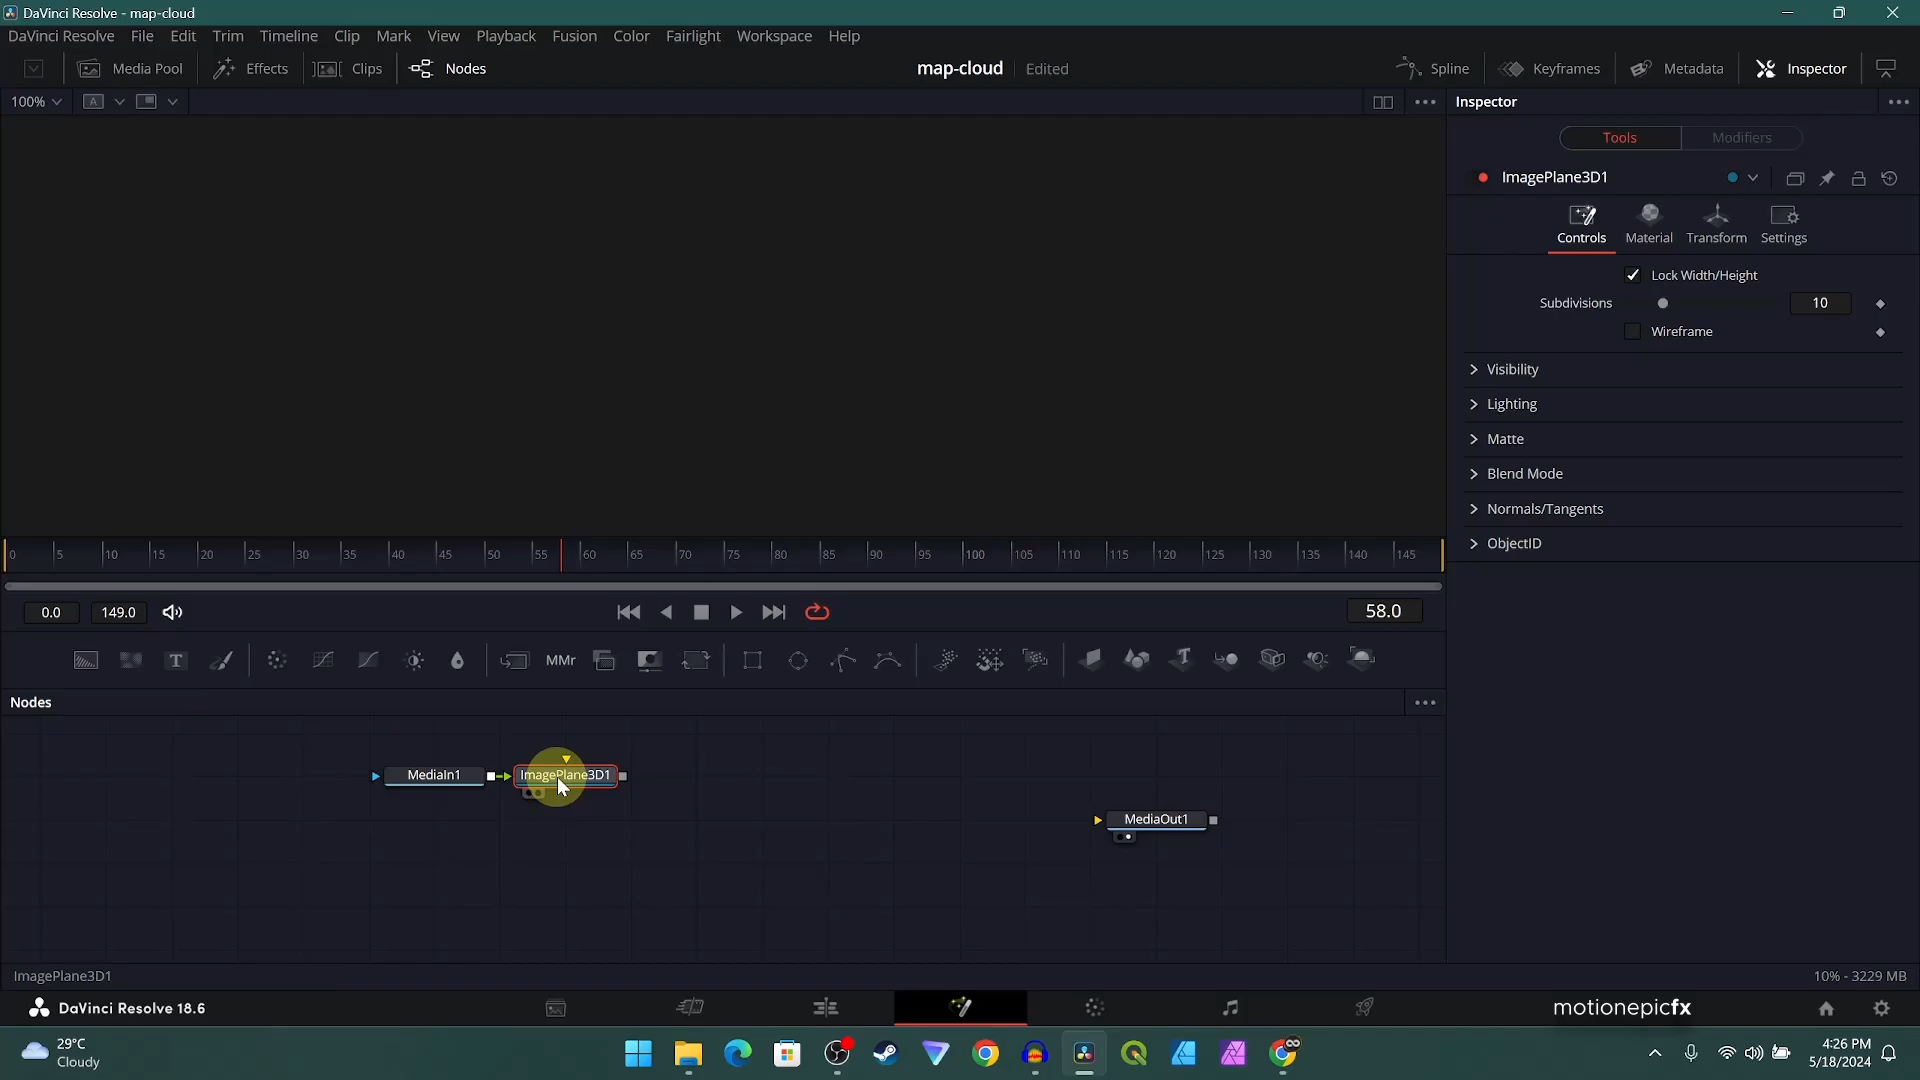 DaVinci Resolve - map-cloud
DaVinci Resolve File Edit Trim Timeline Clip Mark View Playback Fusion Color Fairlight Workspace Help
Media Pool Effects Clips Nodes map-cloud Edited Spline Keyframes Metadata Inspector
100% A Inspector
Tools Modifiers
ImagePlane3D1
Controls Material Transform Settings
Lock Width/Height
Subdivisions 10
Wireframe
Visibility
Lighting
Matte
Blend Mode
Normals/Tangents
ObjectID
0 5 10 15 20 25 30 35 40 45 50 55 60 65 70 75 80 85 90 95 100 105 110 115 120 125 130 135 140 145
0.0 149.0 58.0
T MMr T
Nodes
MediaIn1 ImagePlane3D1
MediaOut1
ImagePlane3D1 10% - 3229 MB
DaVinci Resolve 18.6 motionepicfx
29°C
Cloudy
4:26 PM
5/18/2024